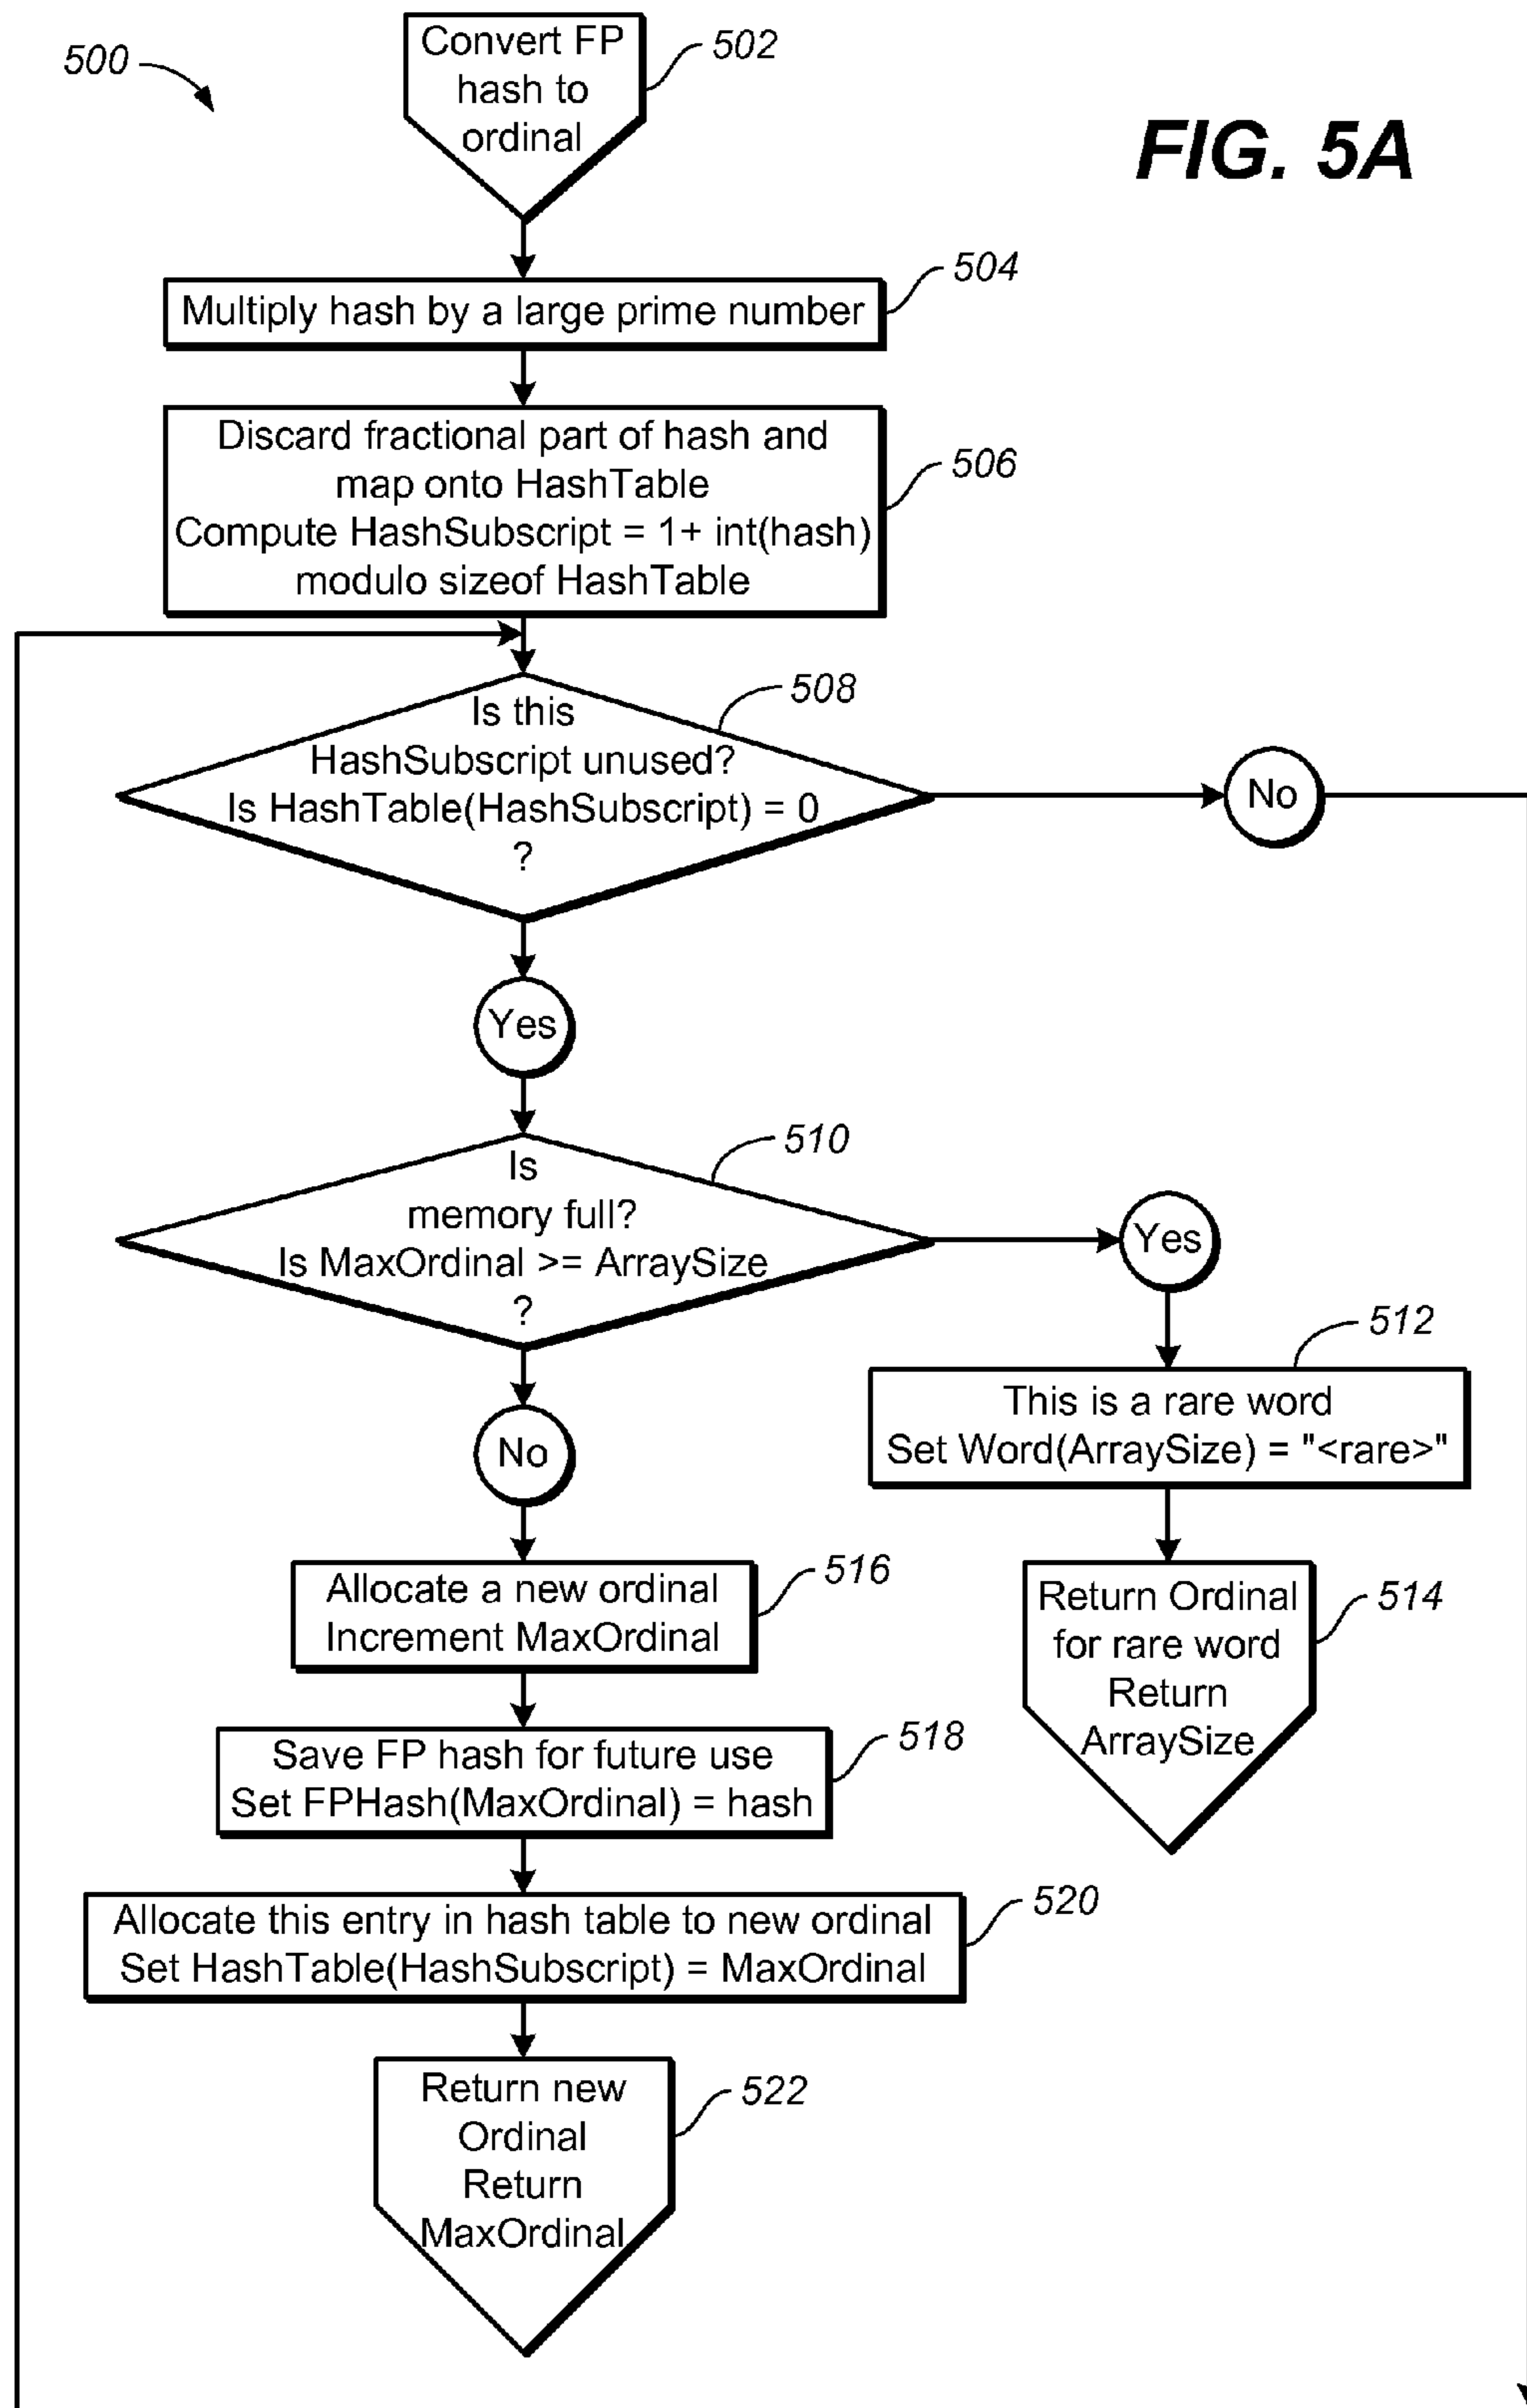 500
Convert FP
hash to
ordinal
502
FIG. 5A
Multiply hash by a large prime number
504
Discard fractional part of hash and
map onto HashTable
Compute HashSubscript = 1+ int(hash)
modulo sizeof HashTable
506
Is this
HashSubscript unused?
Is HashTable(HashSubscript) = 0
?
508
No
Yes
Is
memory full?
Is MaxOrdinal >= ArraySize
?
510
Yes
This is a rare word
Set Word(ArraySize) = "<rare>"
512
Return Ordinal
for rare word
Return
ArraySize
514
No
Allocate a new ordinal
Increment MaxOrdinal
516
Save FP hash for future use
Set FPHash(MaxOrdinal) = hash
518
Allocate this entry in hash table to new ordinal
Set HashTable(HashSubscript) = MaxOrdinal
520
Return new
Ordinal
Return
MaxOrdinal
522